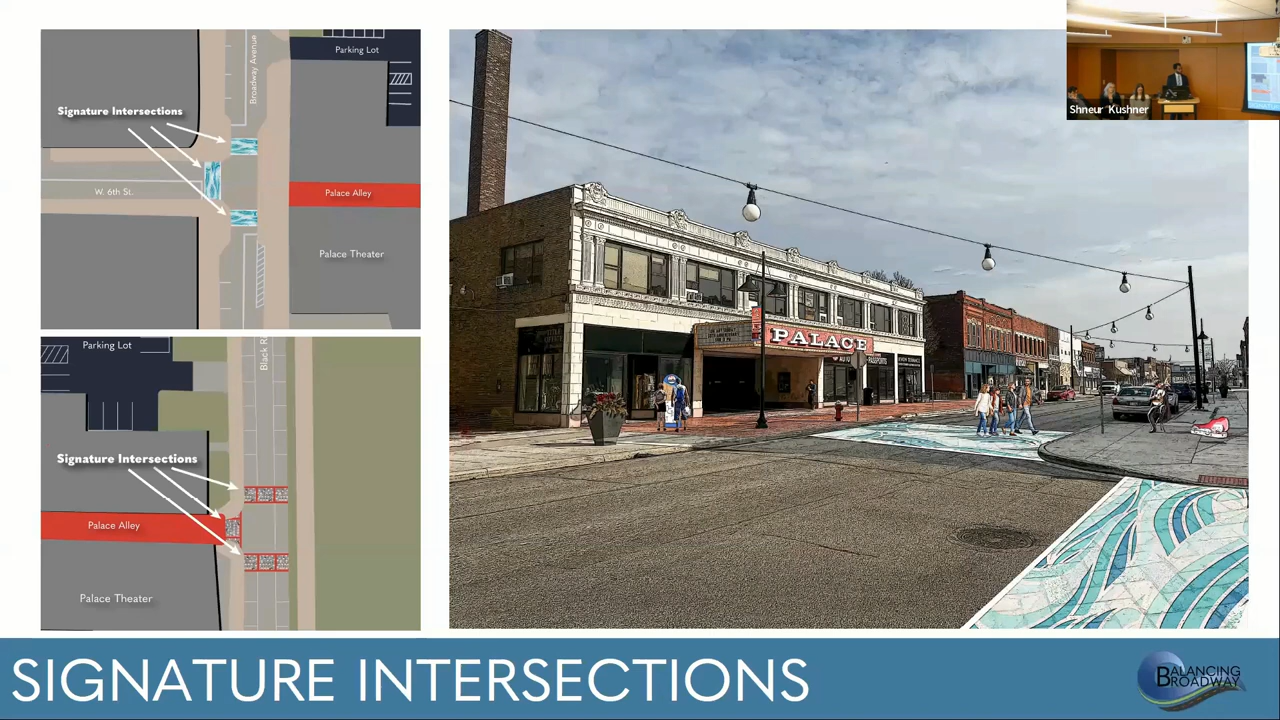 Parking Lot
Broadway Avenue
Signature Intersections
W. 6th St.
Palace Alley
Palace Theater
Parking Lot
Signature Intersections
Palace Alley
Palace Theater
PALACE
Shneur Kushner
SIGNATURE INTERSECTIONS
BALANCING
BROADWAY